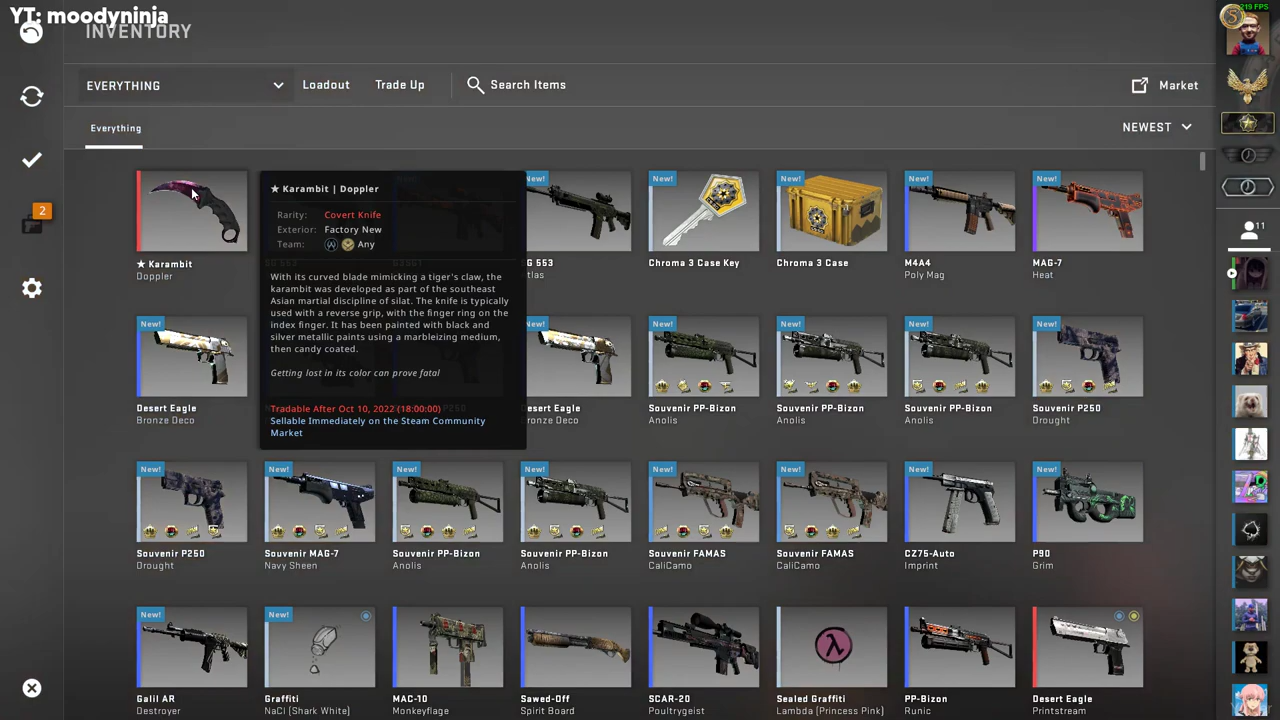 YT: moodyninja
INVENTORY
219 FPS
EVERYTHING
Loadout
Trade Up
Search Items
Market
Everything
NEWEST
★ Karambit
Doppler
★ Karambit | Doppler
Rarity: Covert Knife
Exterior: Factory New
Team: Any
With its curved blade mimicking a tiger's claw, the
karambit was developed as part of the southeast
Asian martial discipline of silat. The knife is typically
used with a reverse grip, with the finger ring on the
index finger. It has been painted with black and
silver metallic paints using a marbleizing medium,
then candy coated.
Getting lost in its color can prove fatal
Tradable After Oct 10, 2022 (18:00:00)
Sellable Immediately on the Steam Community
Market
New!
New!
New!
New!
New!
Chroma 3 Case Key
Chroma 3 Case
M4A4
Poly Mag
MAG-7
Heat
2
11
New!
New!
New!
New!
New!
New!
Desert Eagle
Bronze Deco
Desert Eagle
Bronze Deco
Souvenir PP-Bizon
Anolis
Souvenir PP-Bizon
Anolis
Souvenir PP-Bizon
Anolis
Souvenir P250
Drought
New!
New!
New!
New!
New!
New!
New!
New!
Souvenir P250
Drought
Souvenir MAG-7
Navy Sheen
Souvenir PP-Bizon
Anolis
Souvenir PP-Bizon
Anolis
Souvenir FAMAS
CaliCamo
Souvenir FAMAS
CaliCamo
CZ75-Auto
Imprint
P90
Grim
New!
New!
Galil AR
Destroyer
Graffiti
NaCl (Shark White)
MAC-10
Monkeyflage
Sawed-Off
Spirit Board
SCAR-20
Poultrygeist
Sealed Graffiti
Lambda (Princess Pink)
PP-Bizon
Runic
Desert Eagle
Printstream